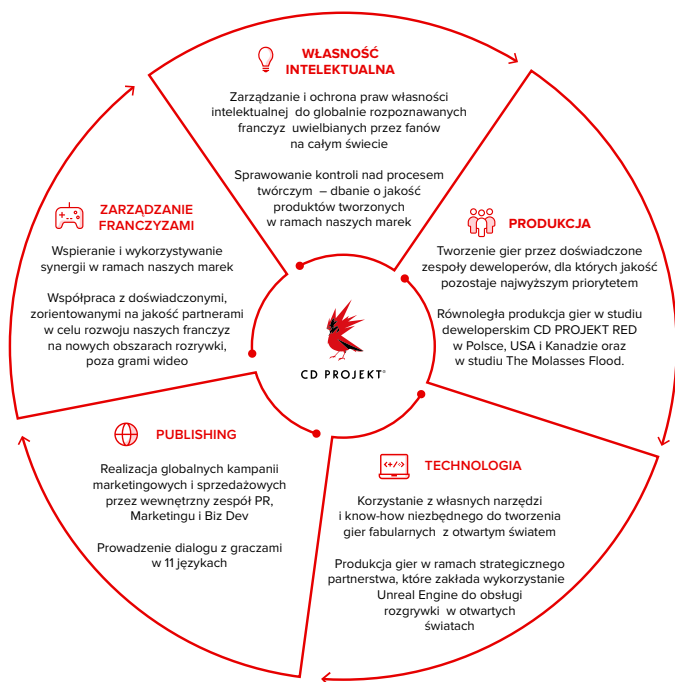 WŁASNOŚĆ
INTELEKTUALNA
Zarządzanie i ochrona praw własności
intelektualnej do globalnie rozpoznawanych
franczyz uwielbianych przez fanów
na całym świecie
Sprawowanie kontroli nad procesem
twórczym – dbanie o jakość
produktów tworzonych
w ramach naszych marek
PRODUKCJA
Tworzenie gier przez doświadczone
zespoły deweloperów, dla których jakość
pozostaje najwyższym priorytetem
Równoległa produkcja gier w studiu
deweloperskim CD PROJEKT RED
w Polsce, USA i Kanadzie oraz
w studiu The Molasses Flood.
TECHNOLOGIA
Korzystanie z własnych narzędzi
i know-how niezbędnego do tworzenia
gier fabularnych z otwartym światem
Produkcja gier w ramach strategicznego
partnerstwa, które zakłada wykorzystanie
Unreal Engine do obsługi
rozgrywki w otwartych
światach
PUBLISHING
Realizacja globalnych kampanii
marketingowych i sprzedażowych
przez wewnętrzny zespół PR,
Marketingu i Biz Dev
Prowadzenie dialogu z graczami
w 11 językach
ZARZĄDZANIE
FRANCZYZAMI
Wspieranie i wykorzystywanie
synergii w ramach naszych marek
Współpraca z doświadczonymi,
zorientowanymi na jakość partnerami
w celu rozwoju naszych franczyz
na nowych obszarach rozrywki,
poza grami wideo
CD PROJEKT®